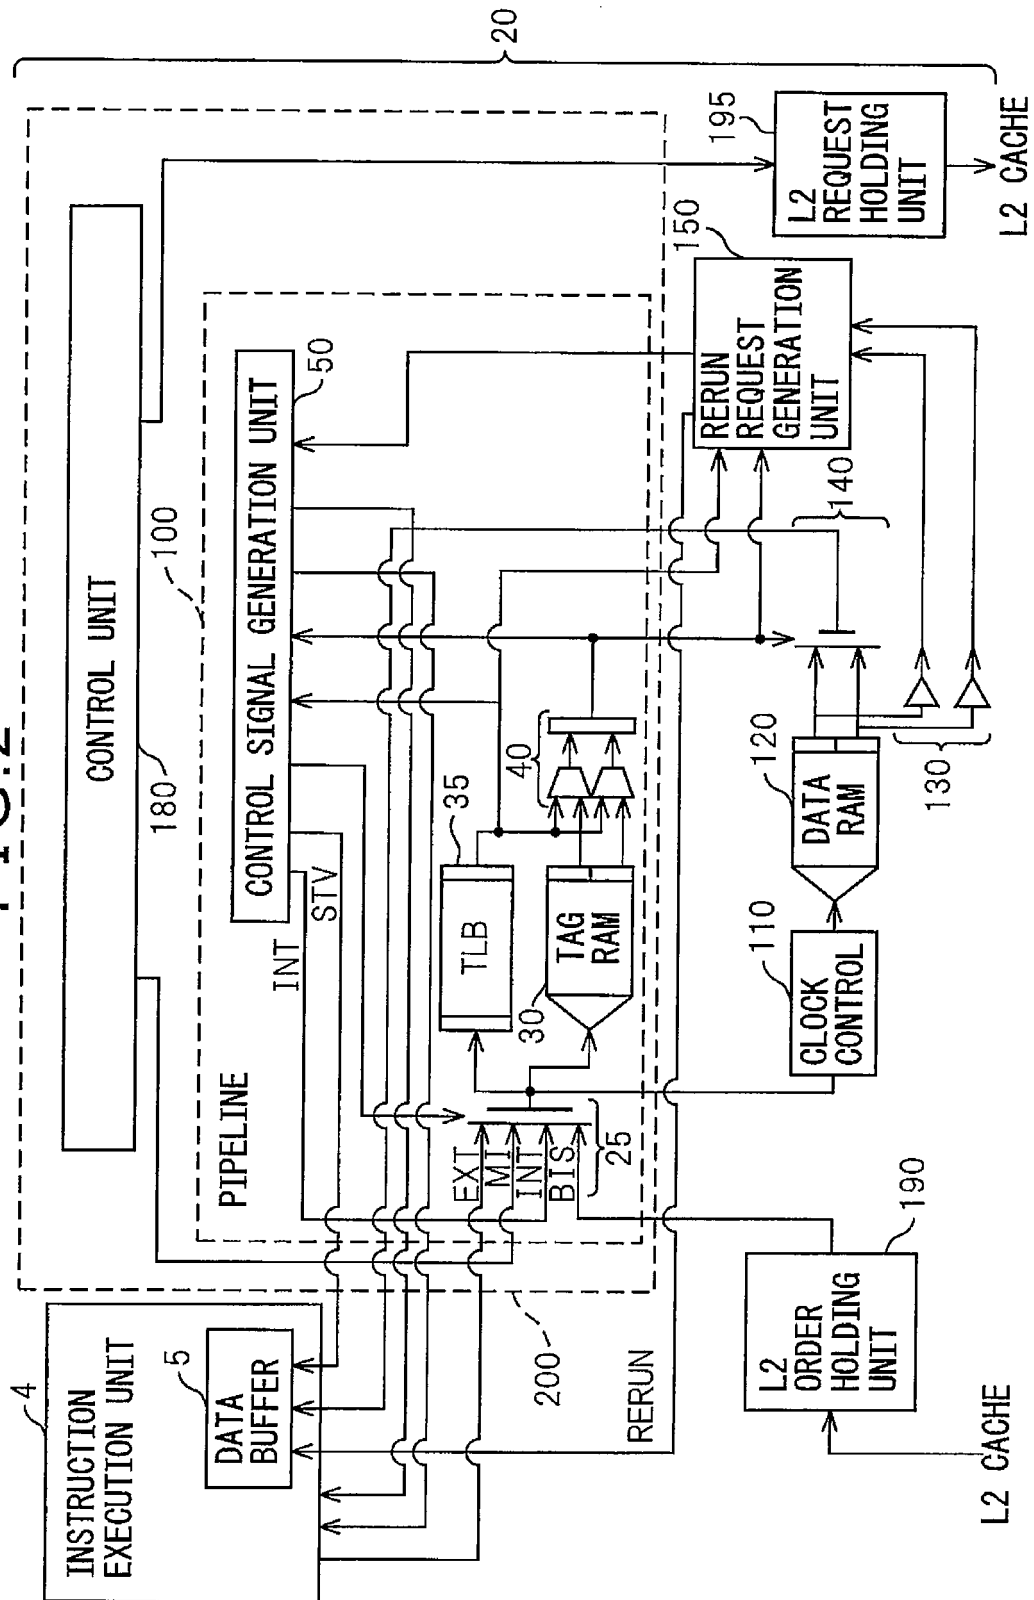 FIG.2
20
CONTROL UNIT
180
100
CONTROL SIGNAL GENERATION UNIT
50
INT
STV
PIPELINE
TLB
35
40
TAG
RAM
30
EXT
MI
INT
BIS
25
200
4
INSTRUCTION
EXECUTION UNIT
5
DATA
BUFFER
RERUN
L2
ORDER
HOLDING
UNIT
190
L2 CACHE
CLOCK
CONTROL
110
DATA
RAM
120
130
140
RERUN
REQUEST
GENERATION
UNIT
150
L2
REQUEST
HOLDING
UNIT
195
L2 CACHE